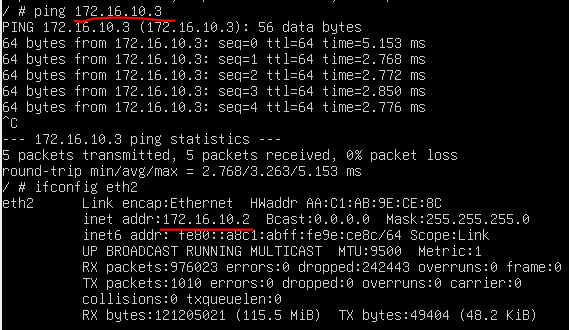 / # ping 172.16.10.3
PING 172.16.10.3 (172.16.10.3): 56 data bytes
64 bytes from 172.16.10.3: seq=0 ttl=64 time=5.153 ms
64 bytes from 172.16.10.3: seq=1 ttl=64 time=2.768 ms
64 bytes from 172.16.10.3: seq=2 ttl=64 time=2.772 ms
64 bytes from 172.16.10.3: seq=3 ttl=64 time=2.850 ms
64 bytes from 172.16.10.3: seq=4 ttl=64 time=2.776 ms
^C
--- 172.16.10.3 ping statistics ---
5 packets transmitted, 5 packets received, 0% packet loss
round-trip min/avg/max = 2.768/3.263/5.153 ms
/ # ifconfig eth2
eth2      Link encap:Ethernet  HWaddr AA:C1:AB:9E:CE:8C
          inet addr:172.16.10.2  Bcast:0.0.0.0  Mask:255.255.255.0
          inet6 addr: fe80::a8c1:abff:fe9e:ce8c/64 Scope:Link
          UP BROADCAST RUNNING MULTICAST  MTU:9500  Metric:1
          RX packets:976023 errors:0 dropped:242443 overruns:0 frame:0
          TX packets:1010 errors:0 dropped:0 overruns:0 carrier:0
          collisions:0 txqueuelen:0
          RX bytes:121205021 (115.5 MiB)  TX bytes:49404 (48.2 KiB)